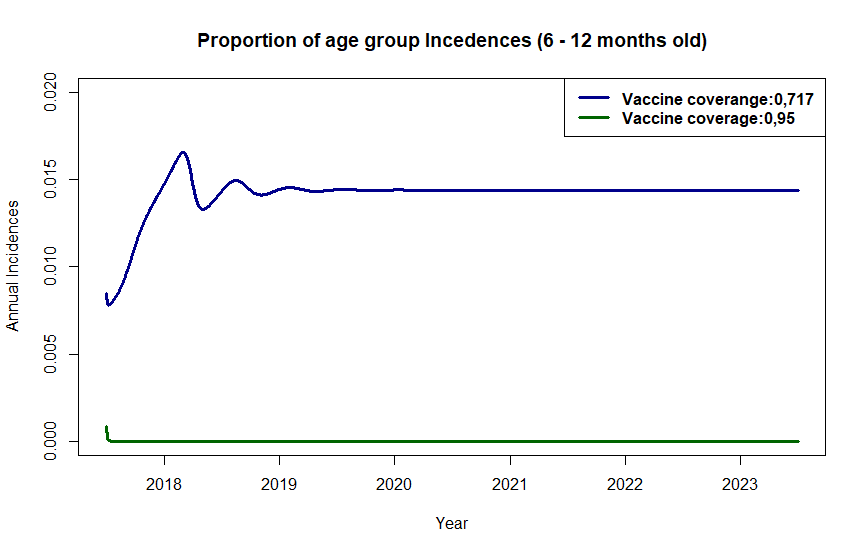 Proportion of age group Incedences (6 - 12 months old)
Vaccine coverange:0,717
Vaccine coverage:0,95
Annual Incidences
0.020
0.015
0.010
0.005
0.000
2018 2019 2020 2021 2022 2023
Year